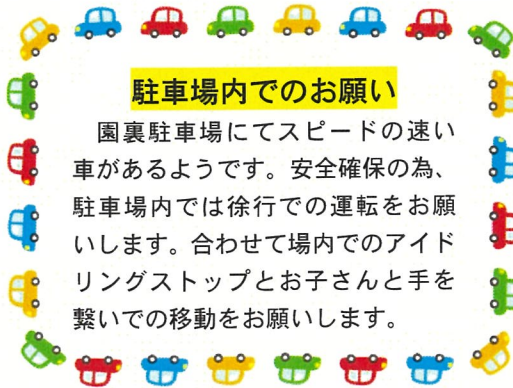 駐車場内でのお願い
園裏駐車場にてスピードの速い
車があるようです。安全確保の為、
駐車場内では徐行での運転をお願
いします。合わせて場内でのアイド
リングストップとお子さんと手を
繋いでの移動をお願いします。